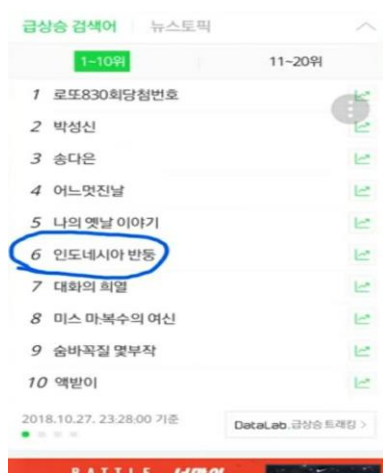 급상승 검색어 뉴스토픽
1~10위 11~20위
1 로또830회당첨번호
2 박성신
3 송다은
4 어느멋진날
5 나의 옛날 이야기
6 인도네시아 반둥
7 대화의 희열
8 미스 마:복수의 여신
9 숨바꼭질 몇부작
10 액받이
2018.10.27. 23:28:00 기준 DataLab. 급상승 트래킹 >
BATTLE